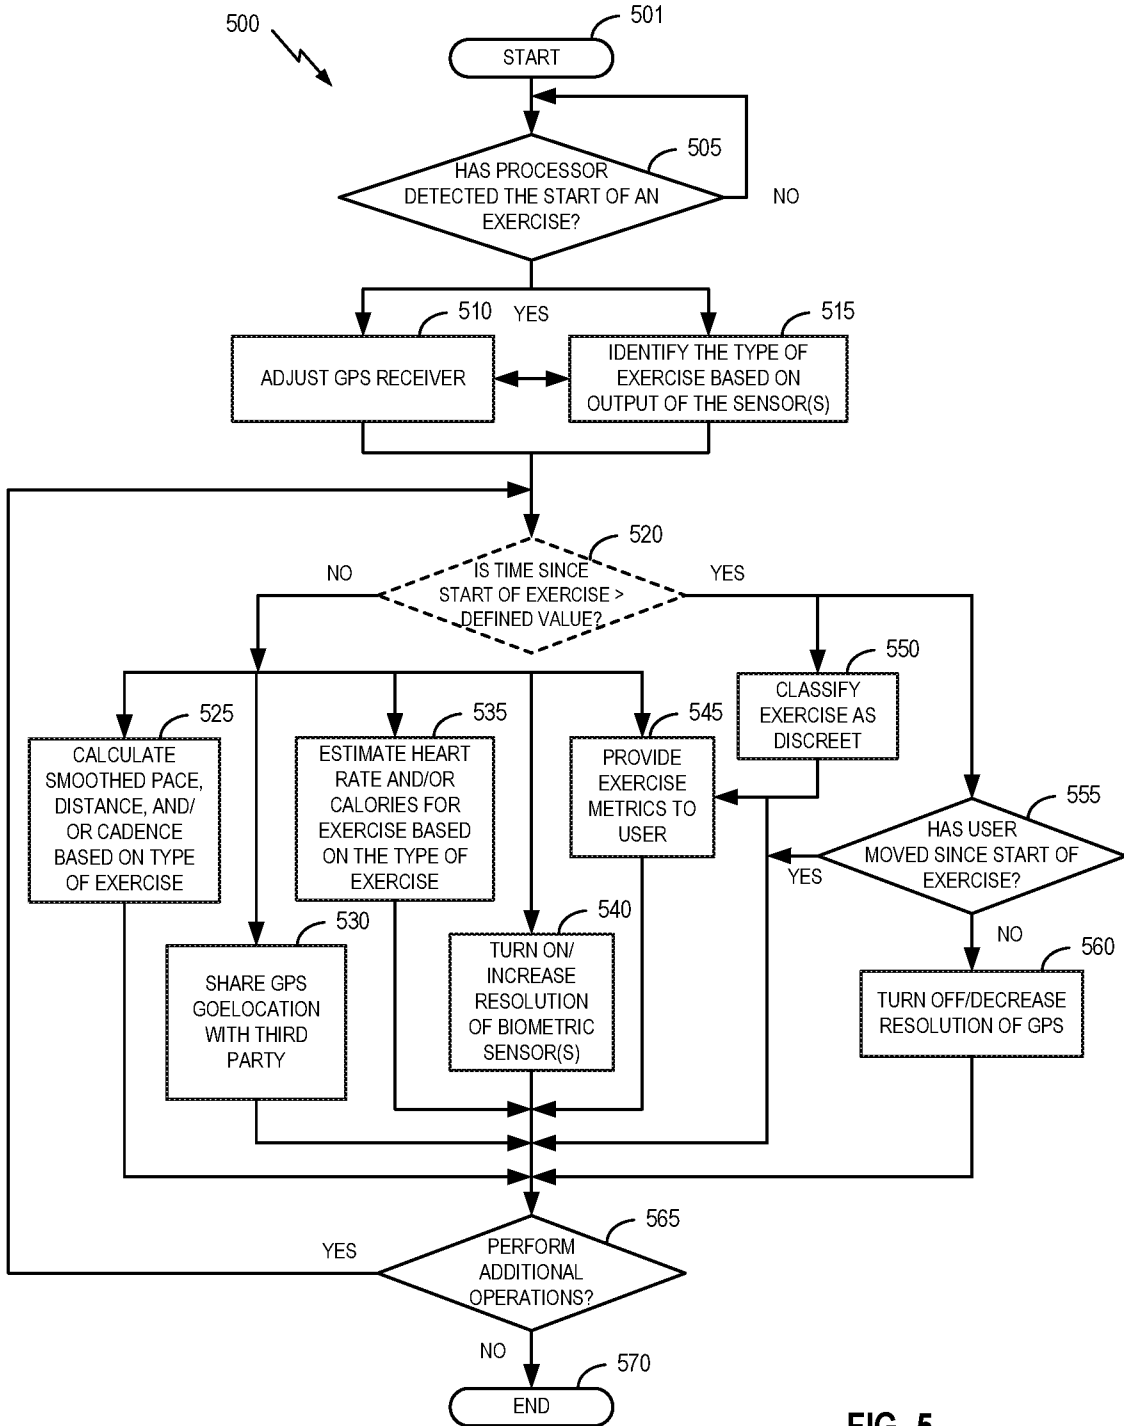 500
501
START
505
HAS PROCESSOR
DETECTED THE START OF AN
EXERCISE?
NO
YES
510
ADJUST GPS RECEIVER
515
IDENTIFY THE TYPE OF
EXERCISE BASED ON
OUTPUT OF THE SENSOR(S)
520
IS TIME SINCE
START OF EXERCISE >
DEFINED VALUE?
NO
YES
525
CALCULATE
SMOOTHED PACE,
DISTANCE, AND/
OR CADENCE
BASED ON TYPE
OF EXERCISE
530
SHARE GPS
GOELOCATION
WITH THIRD
PARTY
535
ESTIMATE HEART
RATE AND/OR
CALORIES FOR
EXERCISE BASED
ON THE TYPE OF
EXERCISE
540
TURN ON/
INCREASE
RESOLUTION
OF BIOMETRIC
SENSOR(S)
545
PROVIDE
EXERCISE
METRICS TO
USER
550
CLASSIFY
EXERCISE AS
DISCREET
555
HAS USER
MOVED SINCE START OF
EXERCISE?
YES
NO
560
TURN OFF/DECREASE
RESOLUTION OF GPS
565
PERFORM
ADDITIONAL
OPERATIONS?
YES
NO
570
END
FIG. 5